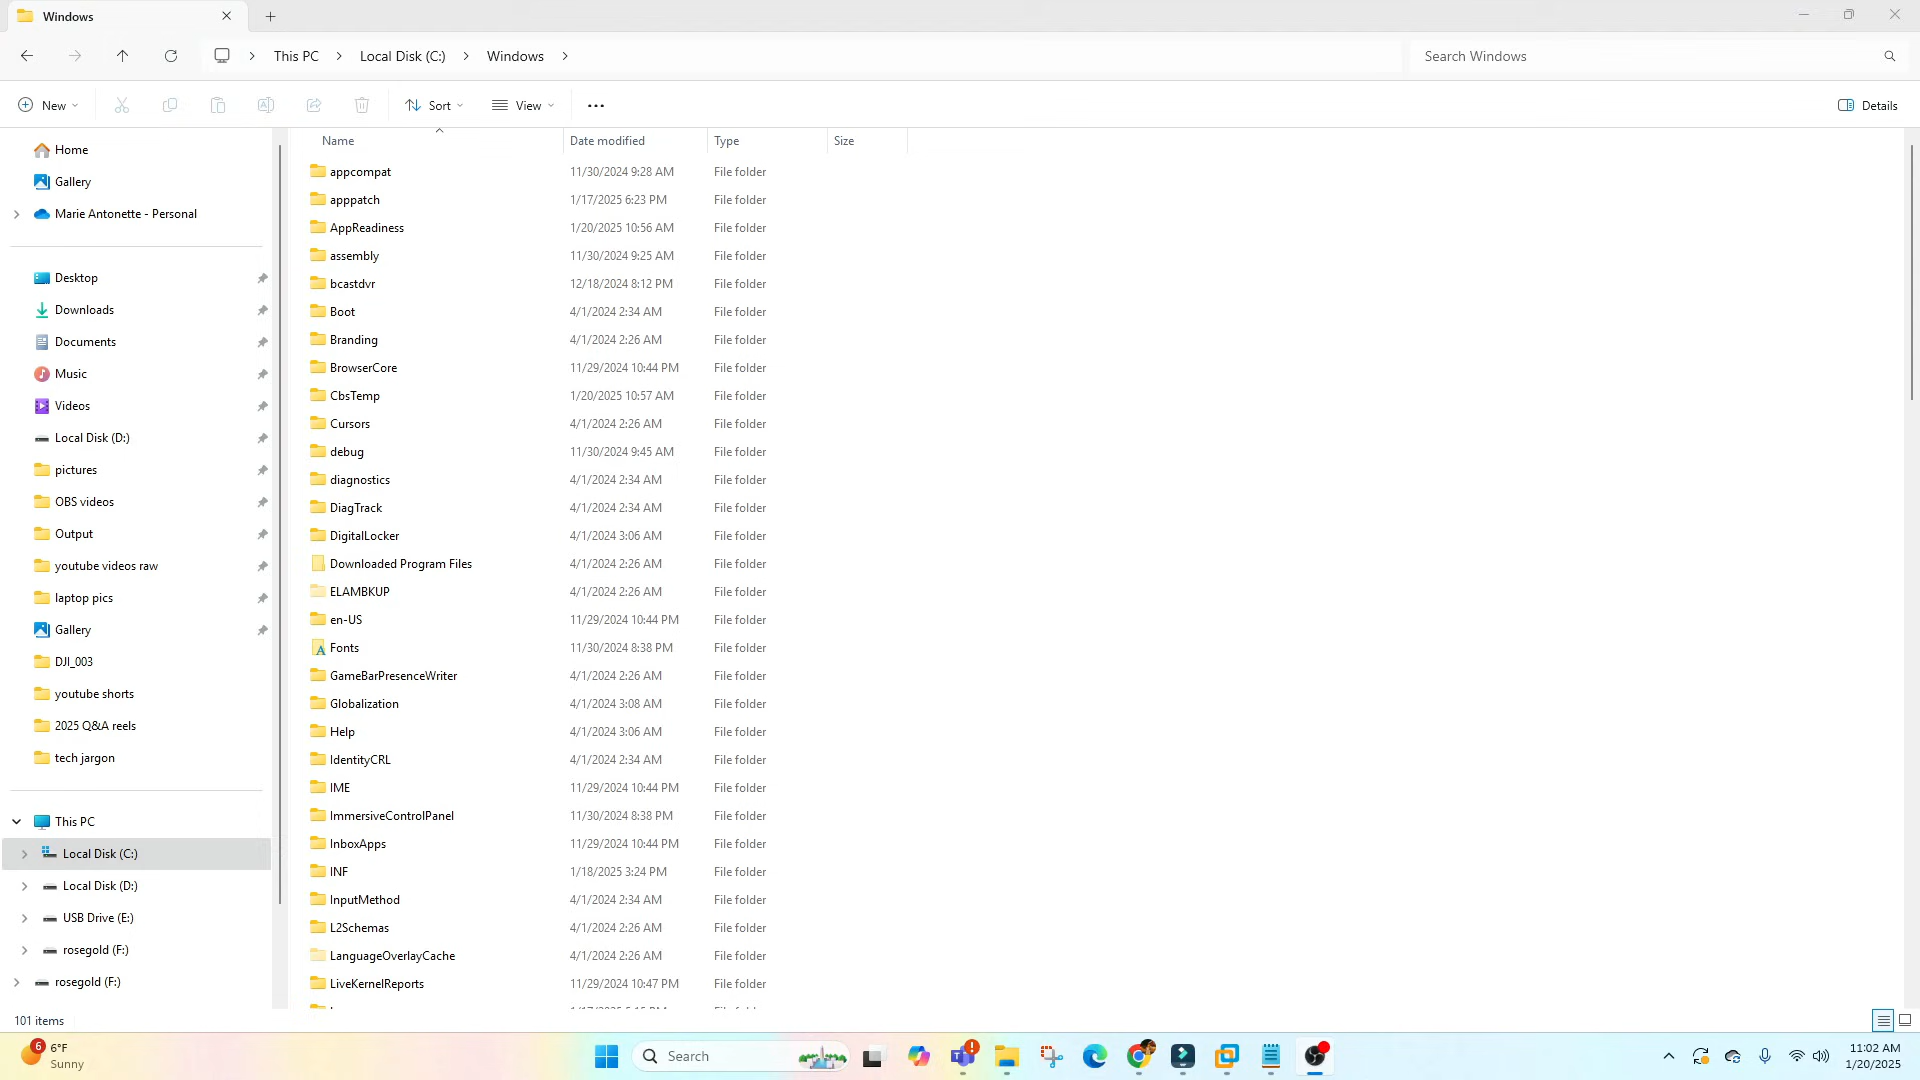 Windows
This PC
Local Disk (C:)
Windows
Search Windows
New
Sort
View
Details
Home
Gallery
Marie Antonette - Personal
Desktop
Downloads
Documents
Music
Videos
Local Disk (D:)
pictures
OBS videos
Output
youtube videos raw
laptop pics
Gallery
DJI_003
youtube shorts
2025 Q&A reels
tech jargon
This PC
Local Disk (C:)
Local Disk (D:)
USB Drive (E:)
rosegold (F:)
rosegold (F:)
Name Date modified Type Size
appcompat 11/30/2024 9:28 AM File folder
apppatch 1/17/2025 6:23 PM File folder
AppReadiness 1/20/2025 10:56 AM File folder
assembly 11/30/2024 9:25 AM File folder
bcastdvr 12/18/2024 8:12 PM File folder
Boot 4/1/2024 2:34 AM File folder
Branding 4/1/2024 2:26 AM File folder
BrowserCore 11/29/2024 10:44 PM File folder
CbsTemp 1/20/2025 10:57 AM File folder
Cursors 4/1/2024 2:26 AM File folder
debug 11/30/2024 9:45 AM File folder
diagnostics 4/1/2024 2:34 AM File folder
DiagTrack 4/1/2024 2:34 AM File folder
DigitalLocker 4/1/2024 3:06 AM File folder
Downloaded Program Files 4/1/2024 2:26 AM File folder
ELAMBKUP 4/1/2024 2:26 AM File folder
en-US 11/29/2024 10:44 PM File folder
Fonts 11/30/2024 8:38 PM File folder
GameBarPresenceWriter 4/1/2024 2:26 AM File folder
Globalization 4/1/2024 3:08 AM File folder
Help 4/1/2024 3:06 AM File folder
IdentityCRL 4/1/2024 2:34 AM File folder
IME 11/29/2024 10:44 PM File folder
ImmersiveControlPanel 11/30/2024 8:38 PM File folder
InboxApps 11/29/2024 10:44 PM File folder
INF 1/18/2025 3:24 PM File folder
InputMethod 4/1/2024 2:34 AM File folder
L2Schemas 4/1/2024 2:26 AM File folder
LanguageOverlayCache 4/1/2024 2:26 AM File folder
LiveKernelReports 11/29/2024 10:47 PM File folder
101 items
6
6°F
Sunny
Search
11:02 AM
1/20/2025